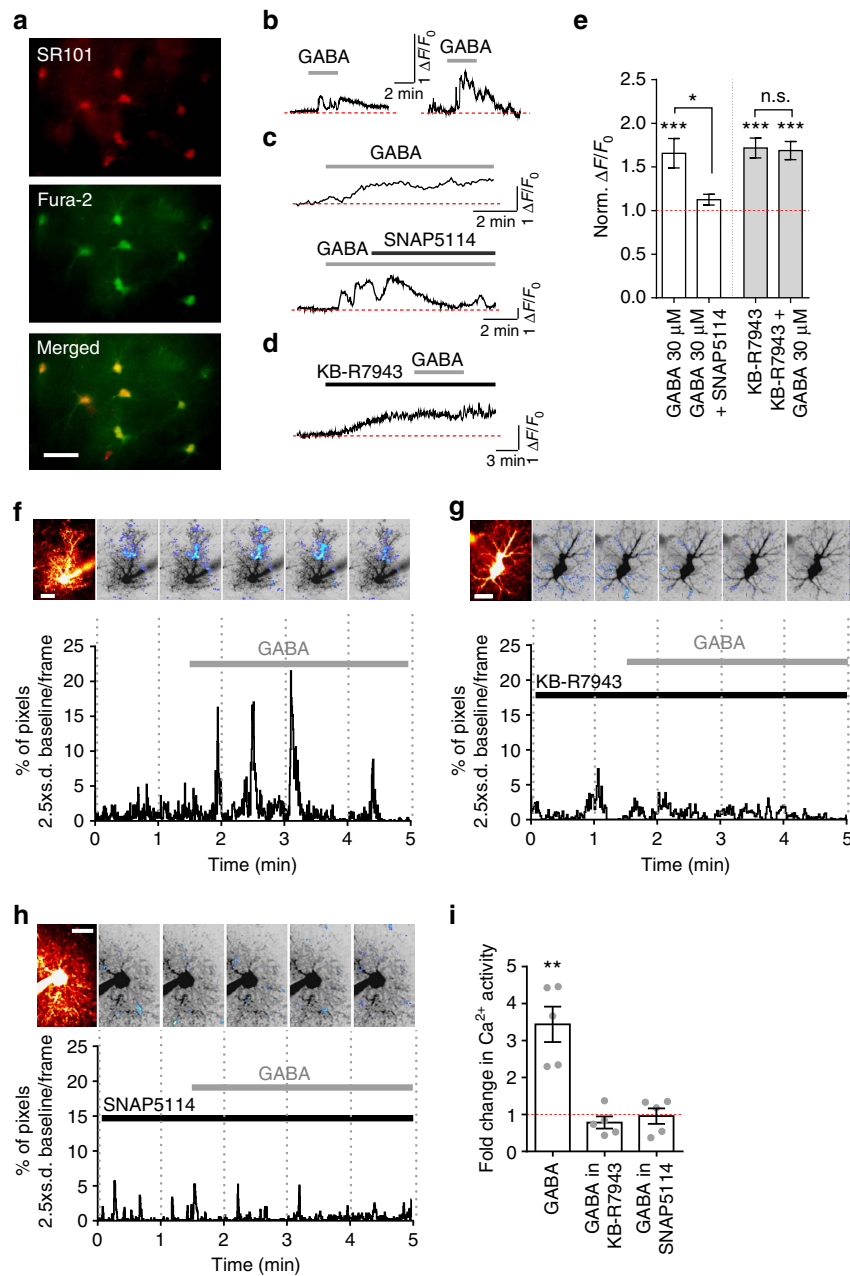 a
SR101
Fura-2
Merged
b
GABA
GABA
2 min
1 ΔF/F0
c
GABA
2 min
1 ΔF/F0
GABA
SNAP5114
2 min
1 ΔF/F0
d
GABA
KB-R7943
3 min
1 ΔF/F0
e
Norm. ΔF/F0
2.5
2.0
1.5
1.0
0.5
0.0
*
n.s.
***
***
***
GABA 30 μM
GABA 30 μM
+ SNAP5114
KB-R7943
KB-R7943 +
GABA 30 μM
f
% of pixels
2.5xs.d. baseline/frame
25
20
15
10
5
0
GABA
0 1 2 3 4 5
Time (min)
g
% of pixels
2.5xs.d. baseline/frame
25
20
15
10
5
0
GABA
KB-R7943
0 1 2 3 4 5
Time (min)
h
% of pixels
2.5xs.d. baseline/frame
25
20
15
10
5
0
GABA
SNAP5114
0 1 2 3 4 5
Time (min)
i
Fold change in Ca2+ activity
5
4
3
2
1
0
**
GABA
GABA in
KB-R7943
GABA in
SNAP5114